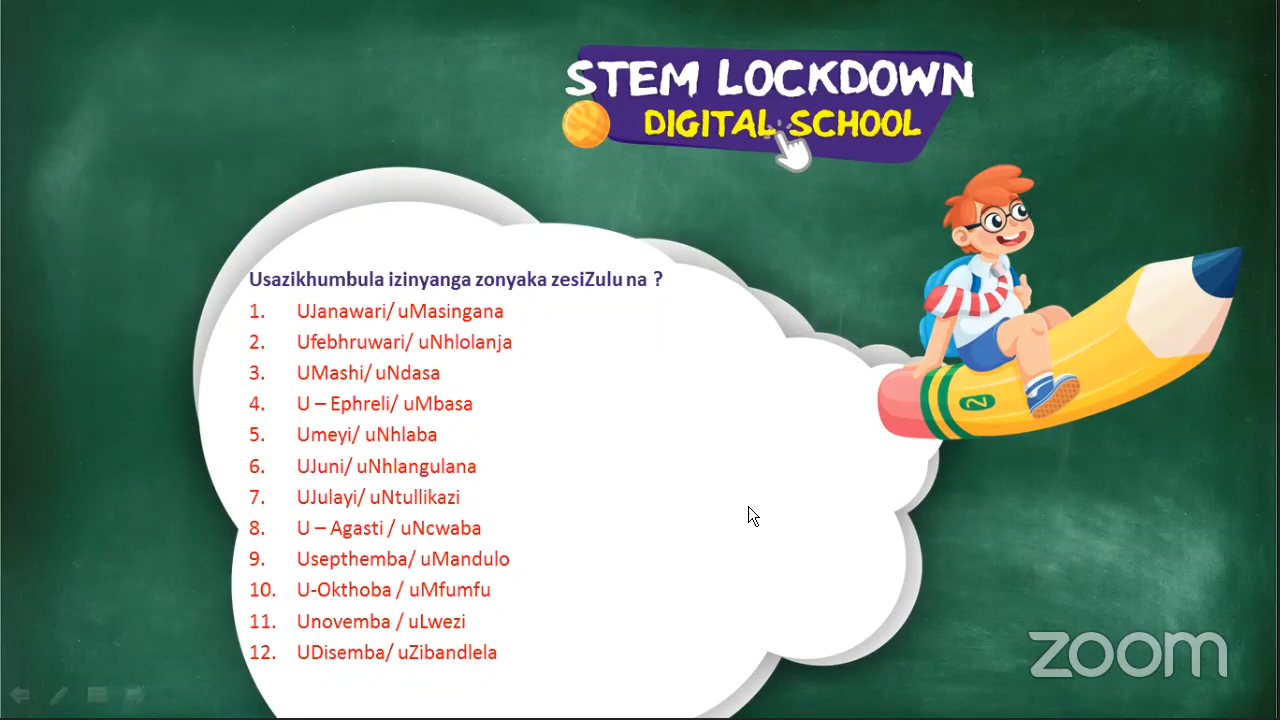 STEM LOCKDOWN
DIGITAL SCHOOL
Usazikhumbula izinyanga zonyaka zesiZulu na ?
1. UJanawari/ uMasingana
2. Ufebhruwari/ uNhlolanja
3. UMashi/ uNdasa
4. U – Ephreli/ uMbasa
5. Umeyi/ uNhlaba
6. UJuni/ uNhlangulana
7. UJulayi/ uNtullikazi
8. U – Agasti / uNcwaba
9. Usepthemba/ uMandulo
10. U-Okthoba / uMfumfu
11. Unovemba / uLwezi
12. UDisemba/ uZibandlela
2
zoom